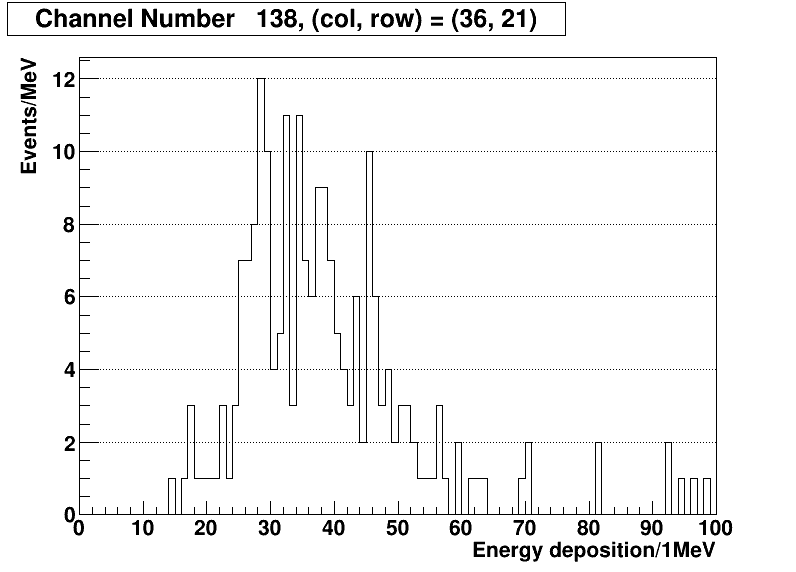 Channel Number 138, (col, row) = (36, 21)
Events/MeV
12
10
8
6
4
2
0
0 10 20 30 40 50 60 70 80 90 100
Energy deposition/1MeV